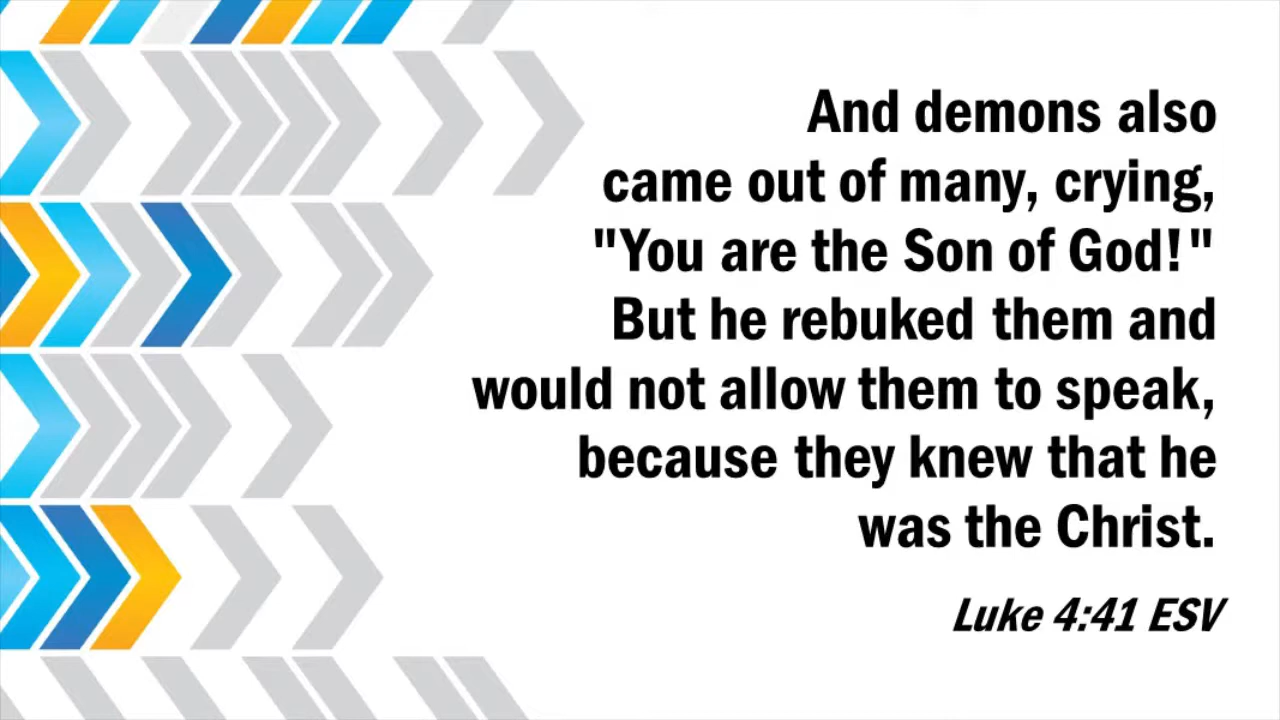 And demons also
came out of many, crying,
"You are the Son of God!"
But he rebuked them and
would not allow them to speak,
because they knew that he
was the Christ.
Luke 4:41 ESV